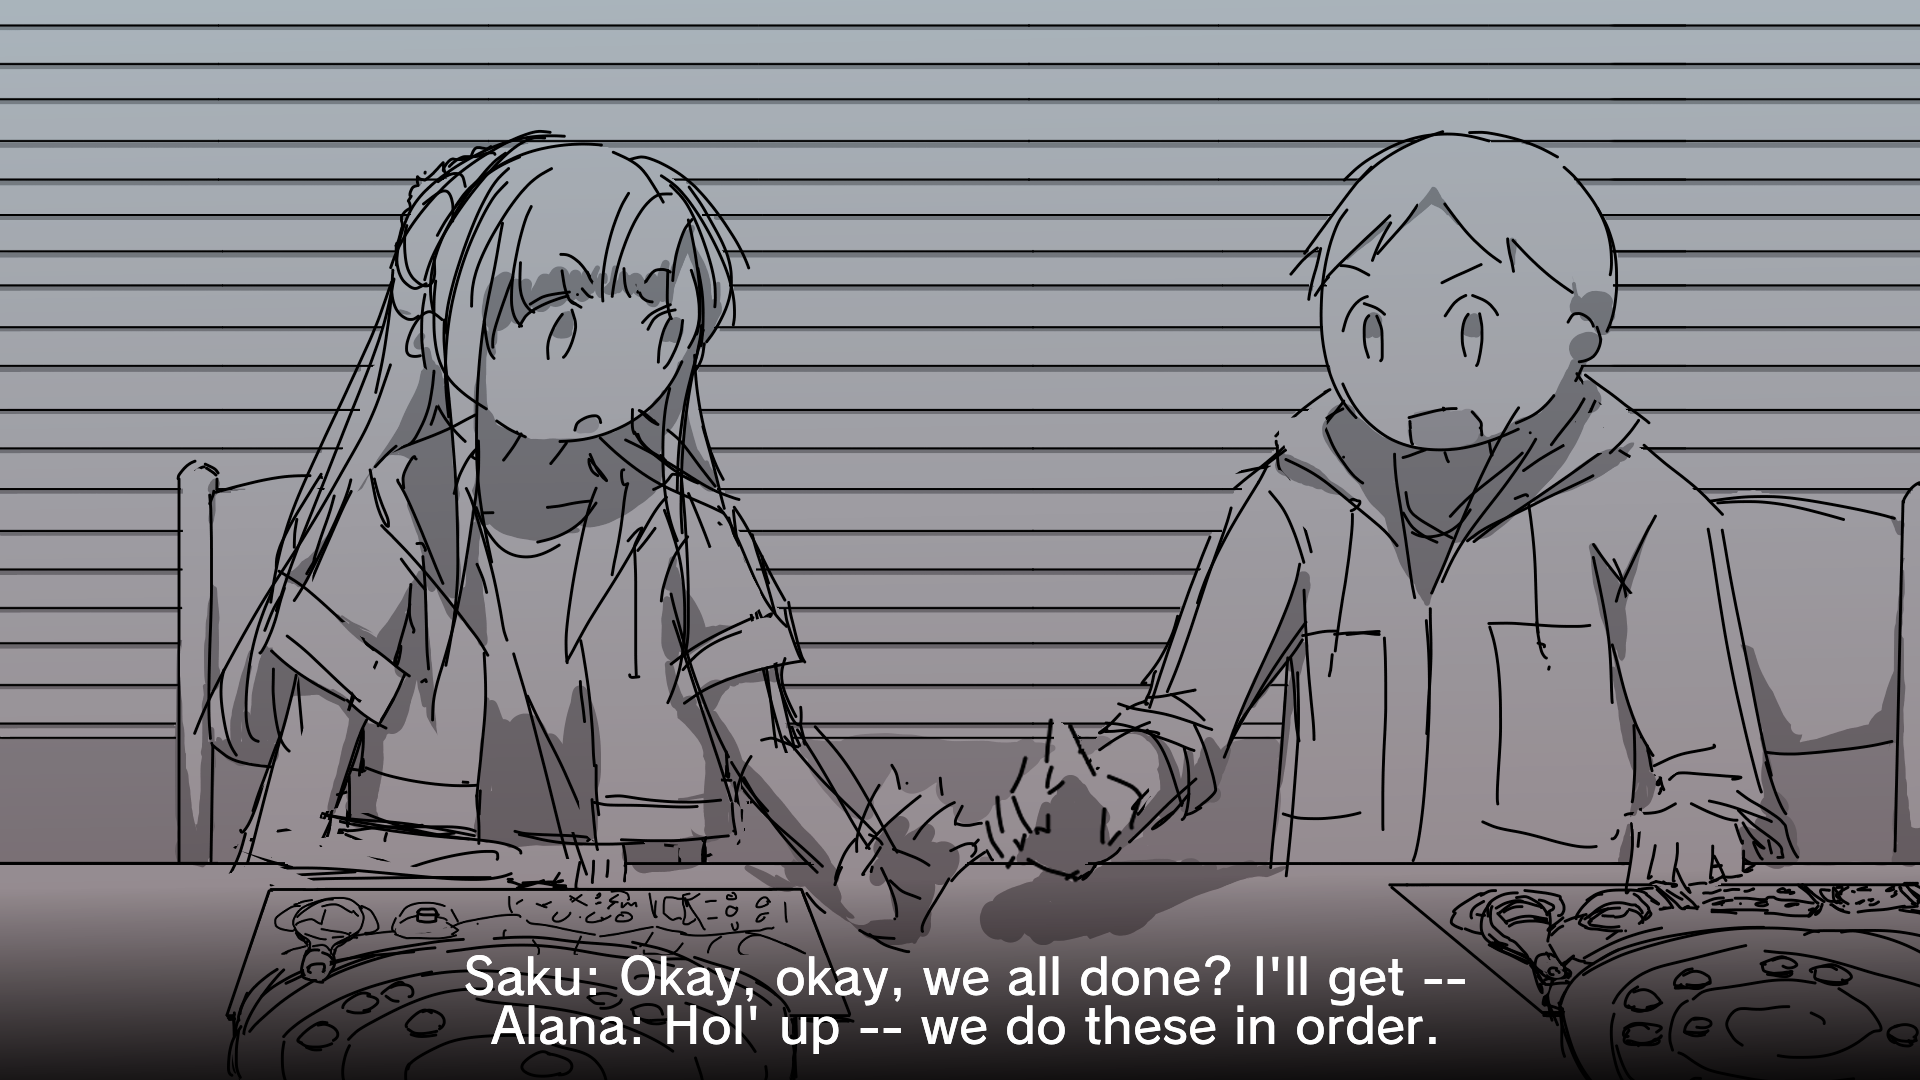 Saku: Okay, okay, we all done? I'll get --
Alana: Hol' up -- we do these in order.